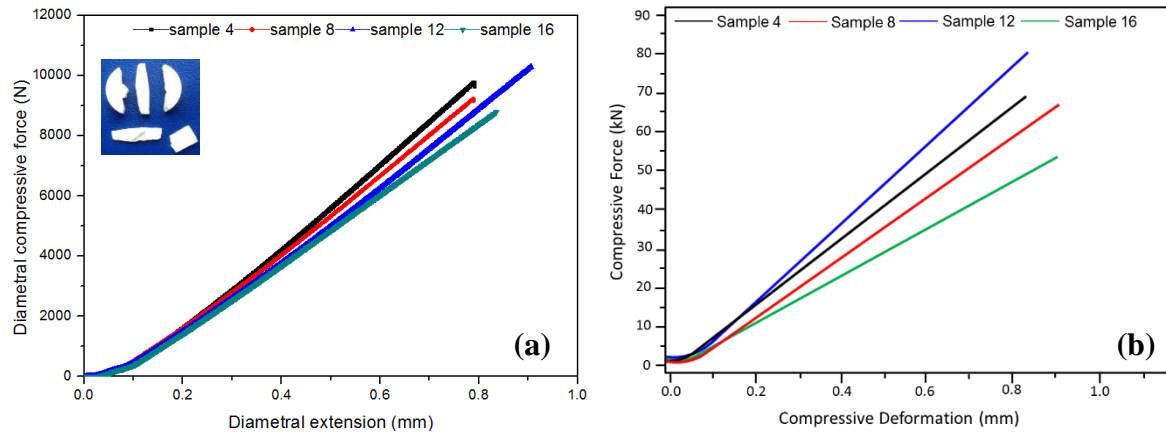 sample 4 sample 8 sample 12 sample 16
12000
10000
8000
6000
4000
2000
0
Diametral compressive force (N)
0.0 0.2 0.4 0.6 0.8 1.0
Diametral extension (mm)
(a)
Sample 4 Sample 8 Sample 12 Sample 16
90
80
70
60
50
40
30
20
10
0
Compressive Force (kN)
0.0 0.2 0.4 0.6 0.8 1.0
Compressive Deformation (mm)
(b)